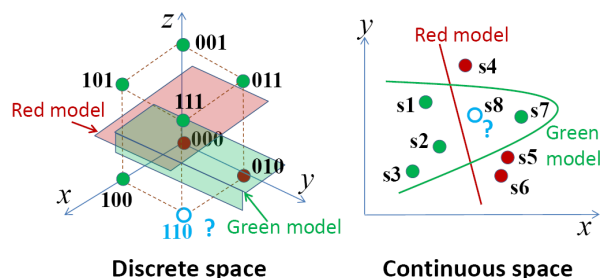 z
001
101
011
Red model
111
000
010
x
100
y
110 ?
Green model
Discrete space
y
Red model
s4
s1
s8
s7
?
Green
model
s2
s5
s3
s6
x
Continuous space